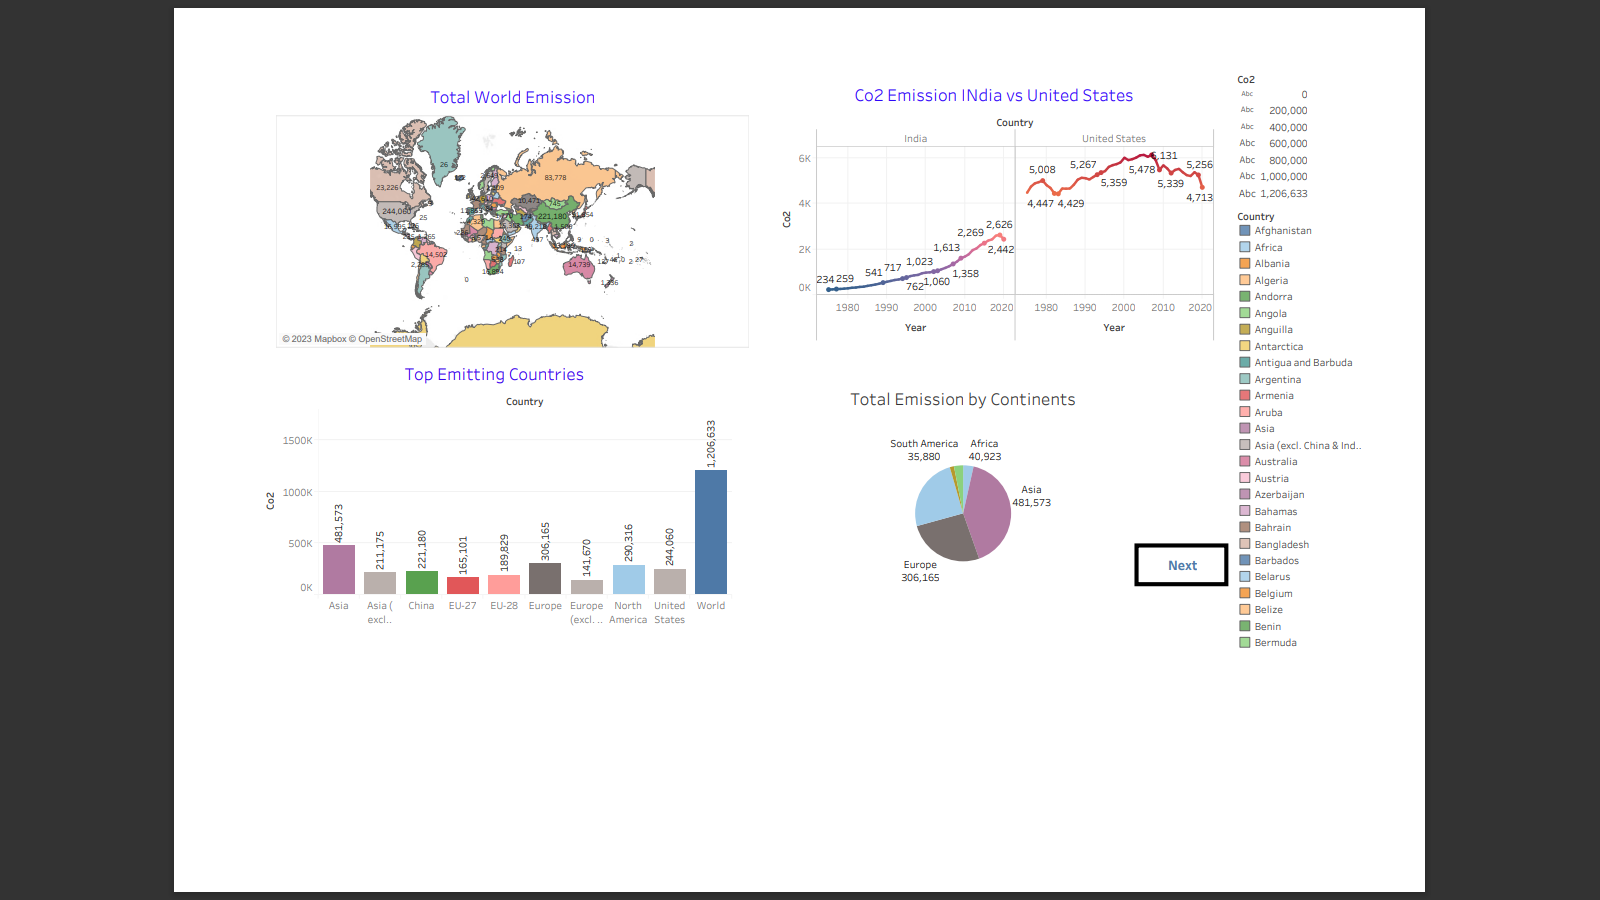 Total World Emission
26
23,226
83,778
244,060
25
221,180
14,502
14,739
107
13
0
9
0
3
2
© 2023 Mapbox © OpenStreetMap
Co2 Emission INdia vs United States
Country
India
United States
Co2
6K
4K
2K
0K
234
259
541
717
762
1,023
1,060
1,613
1,358
2,269
2,626
2,442
5,008
4,447
4,429
5,267
5,359
6,131
5,478
5,339
5,256
4,713
1980
1990
2000
2010
2020
1980
1990
2000
2010
2020
Year
Year
Top Emitting Countries
Country
Co2
1500K
1000K
500K
0K
481,573
211,175
221,180
165,101
189,829
306,165
141,670
290,316
244,060
1,206,633
Asia
Asia (
excl..
China
EU-27
EU-28
Europe
Europe
(excl. ..
North
America
United
States
World
Total Emission by Continents
South America
35,880
Africa
40,923
Asia
481,573
Europe
306,165
Next
Co2
Abc 0
Abc 200,000
Abc 400,000
Abc 600,000
Abc 800,000
Abc 1,000,000
Abc 1,206,633
Country
Afghanistan
Africa
Albania
Algeria
Andorra
Angola
Anguilla
Antarctica
Antigua and Barbuda
Argentina
Armenia
Aruba
Asia
Asia (excl. China & Ind..
Australia
Austria
Azerbaijan
Bahamas
Bahrain
Bangladesh
Barbados
Belarus
Belgium
Belize
Benin
Bermuda